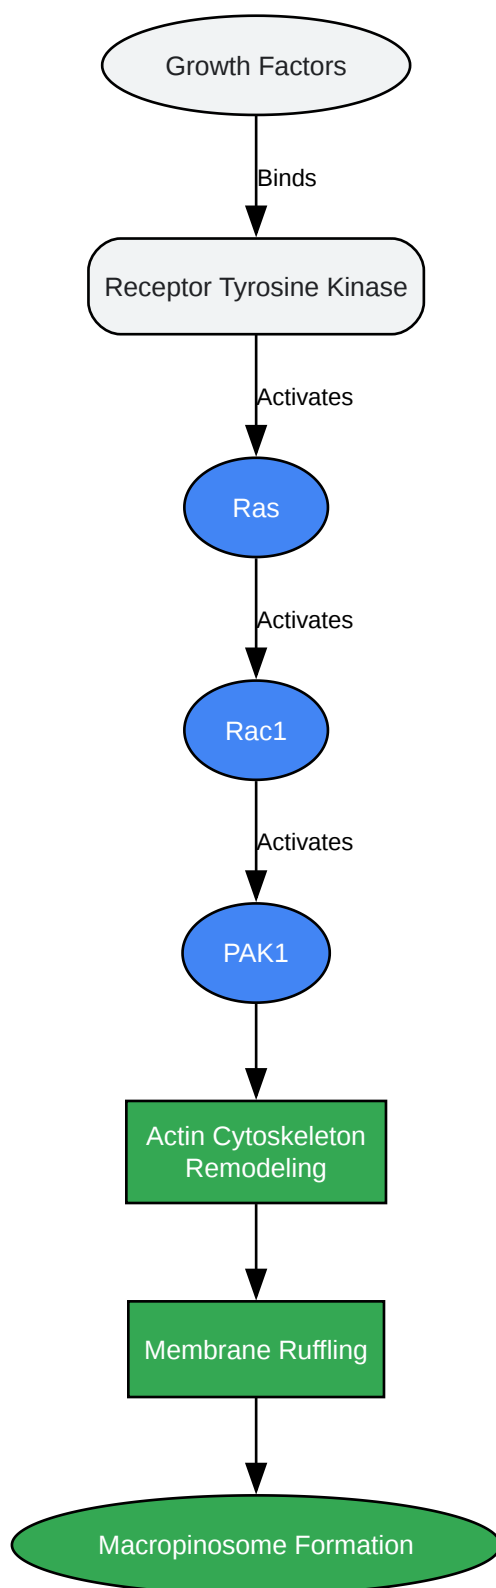 Growth Factors
Binds
Receptor Tyrosine Kinase
Activates
Ras
Activates
Rac1
Activates
PAK1
Actin Cytoskeleton
Remodeling
Membrane Ruffling
Macropinosome Formation